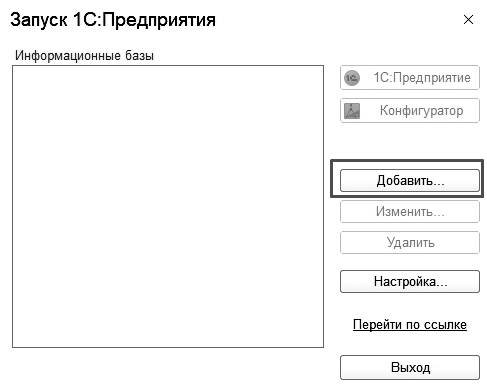 Запуск 1С:Предприятия
Информационные базы
1С:Предприятие
Конфигуратор
Добавить...
Изменить...
Удалить
Настройка...
Перейти по ссылке
Выход